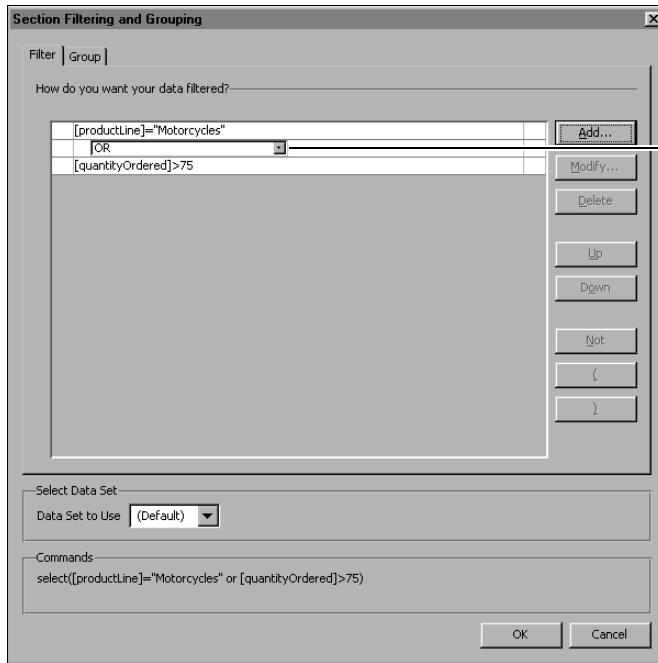 Section Filtering and Grouping
Filter
Group
How do you want your data filtered?
[productLine]="Motorcycles"
OR
[quantityOrdered]>75
Add...
Modify...
Delete
Up
Down
Not
(
)
Select Data Set
Data Set to Use (Default)
Commands
select([productLine]="Motorcycles" or [quantityOrdered]>75)
OK
Cancel